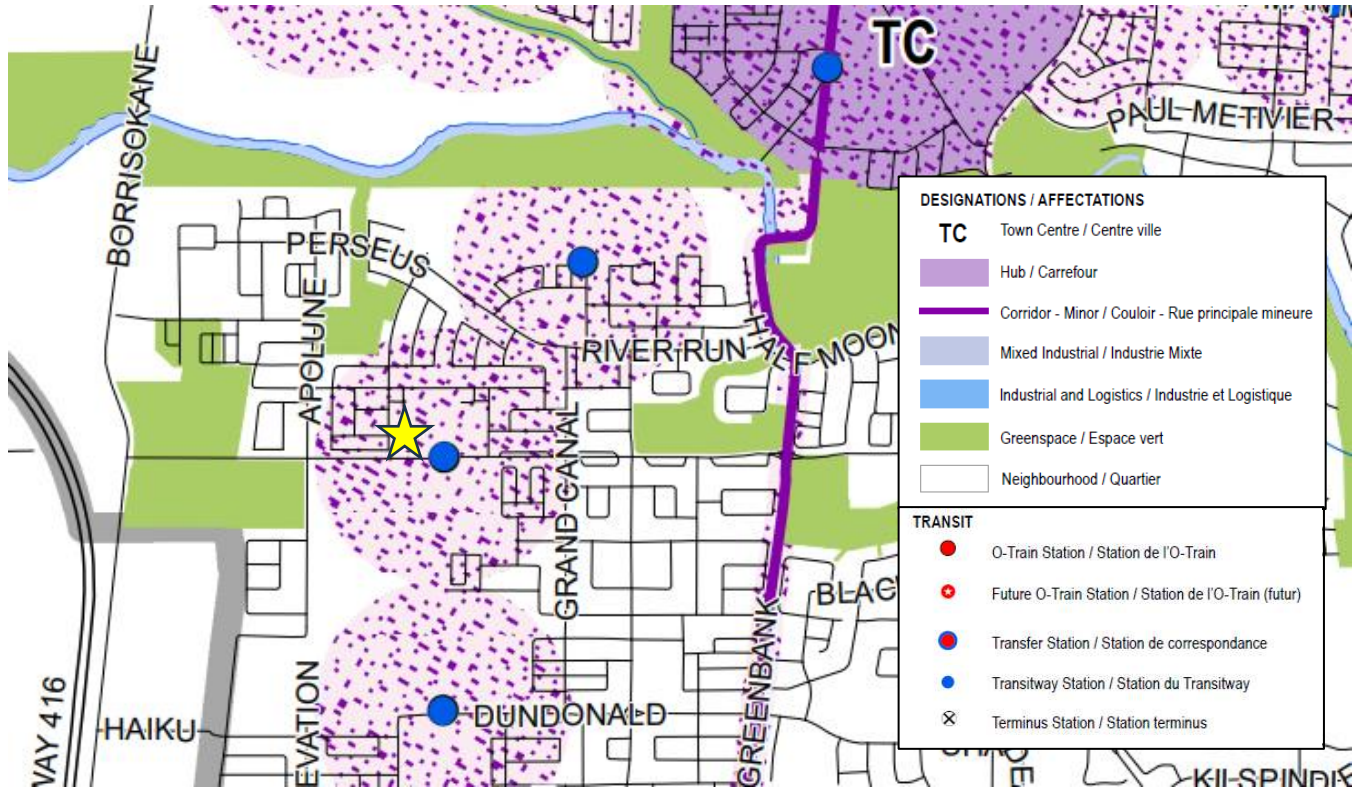 TC
BORRISOKANE
PAUL-METIVIER
PERSEUS
APOLUNE
RIVER-RUN
HALF-MOON
GRAND-CANAL
GREENBANK
HAIKU
DUNDONALD
EVATION
WAY 416
KILSPINDIE
DESIGNATIONS / AFFECTATIONS
TC Town Centre / Centre ville
Hub / Carrefour
Corridor - Minor / Couloir - Rue principale mineure
Mixed Industrial / Industrie Mixte
Industrial and Logistics / Industrie et Logistique
Greenspace / Espace vert
Neighbourhood / Quartier
TRANSIT
O-Train Station / Station de l'O-Train
Future O-Train Station / Station de l'O-Train (futur)
Transfer Station / Station de correspondance
Transitway Station / Station du Transitway
Terminus Station / Station terminus